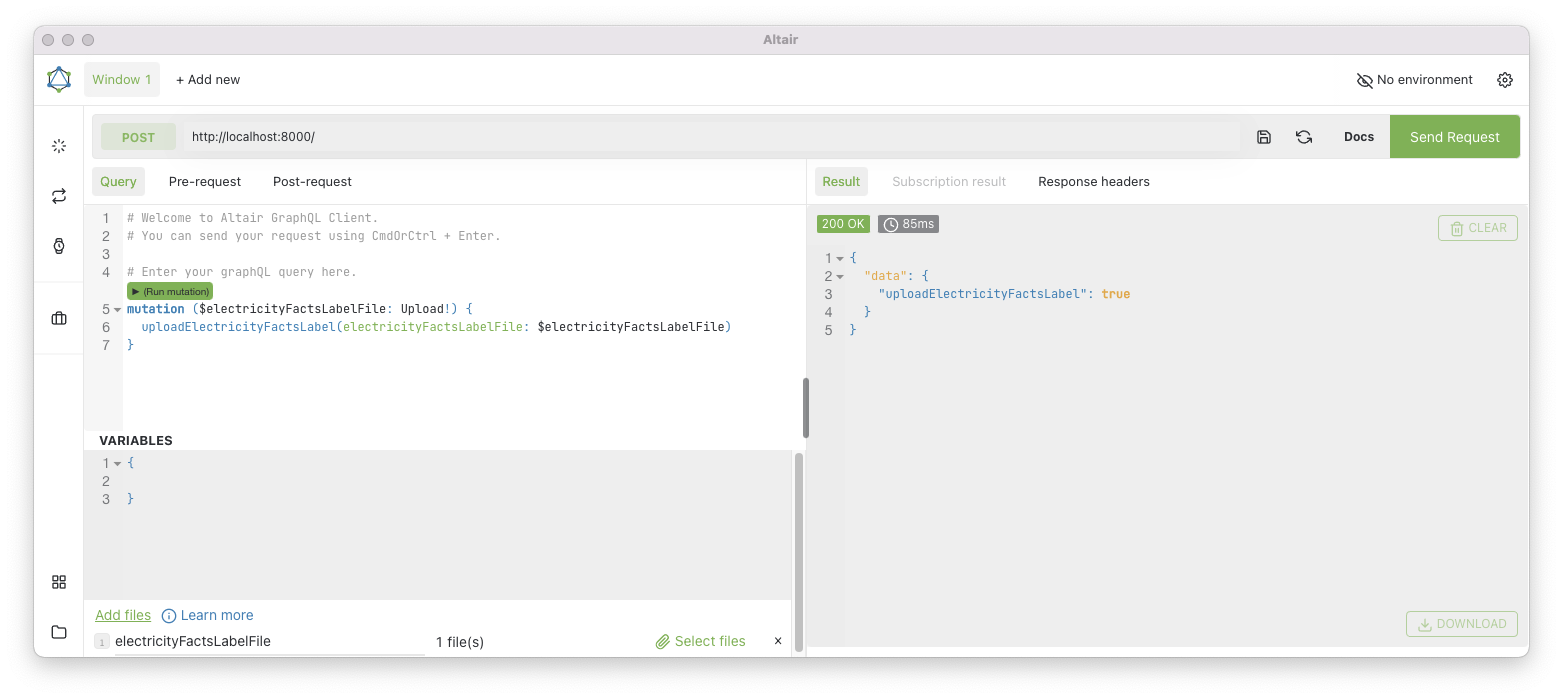 Altair
Window 1 + Add new No environment
POST http://localhost:8000/ Docs Send Request
Query Pre-request Post-request
1 # Welcome to Altair GraphQL Client.
2 # You can send your request using CmdOrCtrl + Enter.
3
4 # Enter your graphQL query here.
(Run mutation)
5 mutation ($electricityFactsLabelFile: Upload!) {
6 uploadElectricityFactsLabel(electricityFactsLabelFile: $electricityFactsLabelFile)
7 }
VARIABLES
1 {
2
3 }
Add files Learn more
1 electricityFactsLabelFile 1 file(s) Select files ×
Result Subscription result Response headers
200 OK 85ms CLEAR
1 {
2 "data": {
3 "uploadElectricityFactsLabel": true
4 }
5 }
DOWNLOAD